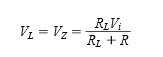 V_L = V_Z = \frac{R_L V_i}{R_L + R}